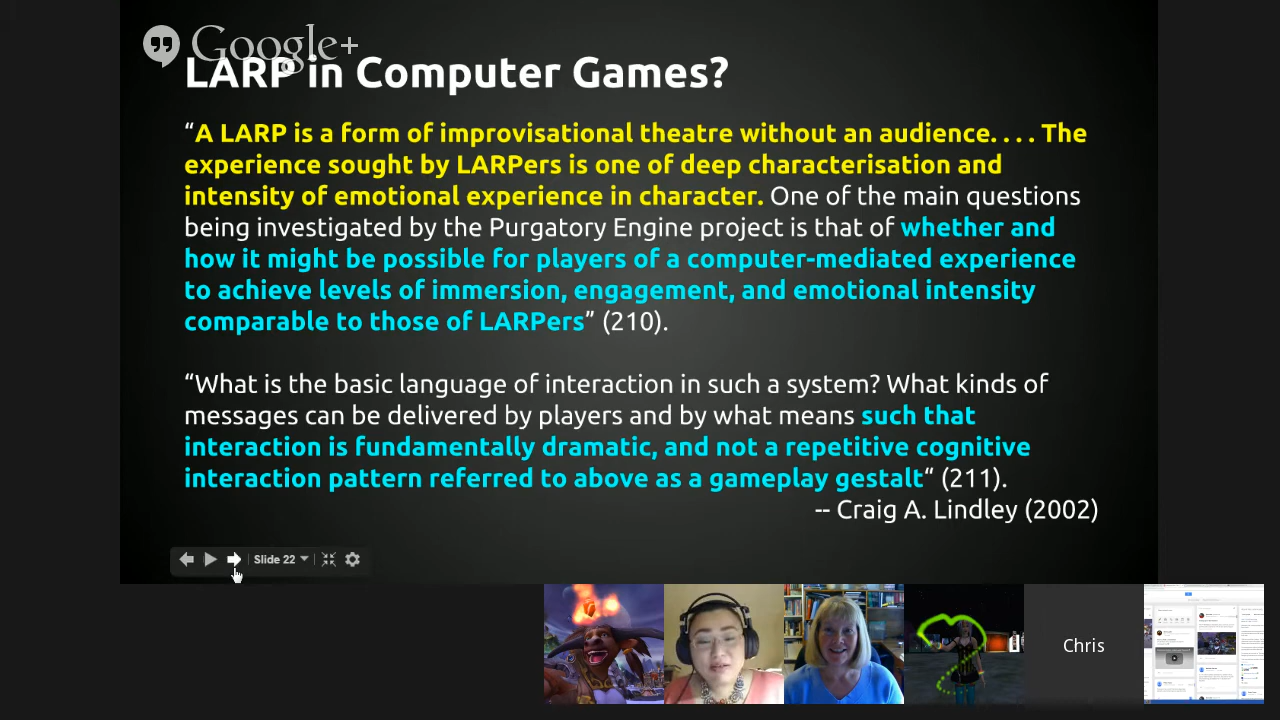 Google+
LARP in Computer Games?
“A LARP is a form of improvisational theatre without an audience. . . . The
experience sought by LARPers is one of deep characterisation and
intensity of emotional experience in character. One of the main questions
being investigated by the Purgatory Engine project is that of whether and
how it might be possible for players of a computer-mediated experience
to achieve levels of immersion, engagement, and emotional intensity
comparable to those of LARPers” (210).
“What is the basic language of interaction in such a system? What kinds of
messages can be delivered by players and by what means such that
interaction is fundamentally dramatic, and not a repetitive cognitive
interaction pattern referred to above as a gameplay gestalt“ (211).
-- Craig A. Lindley (2002)
Slide 22
Chris